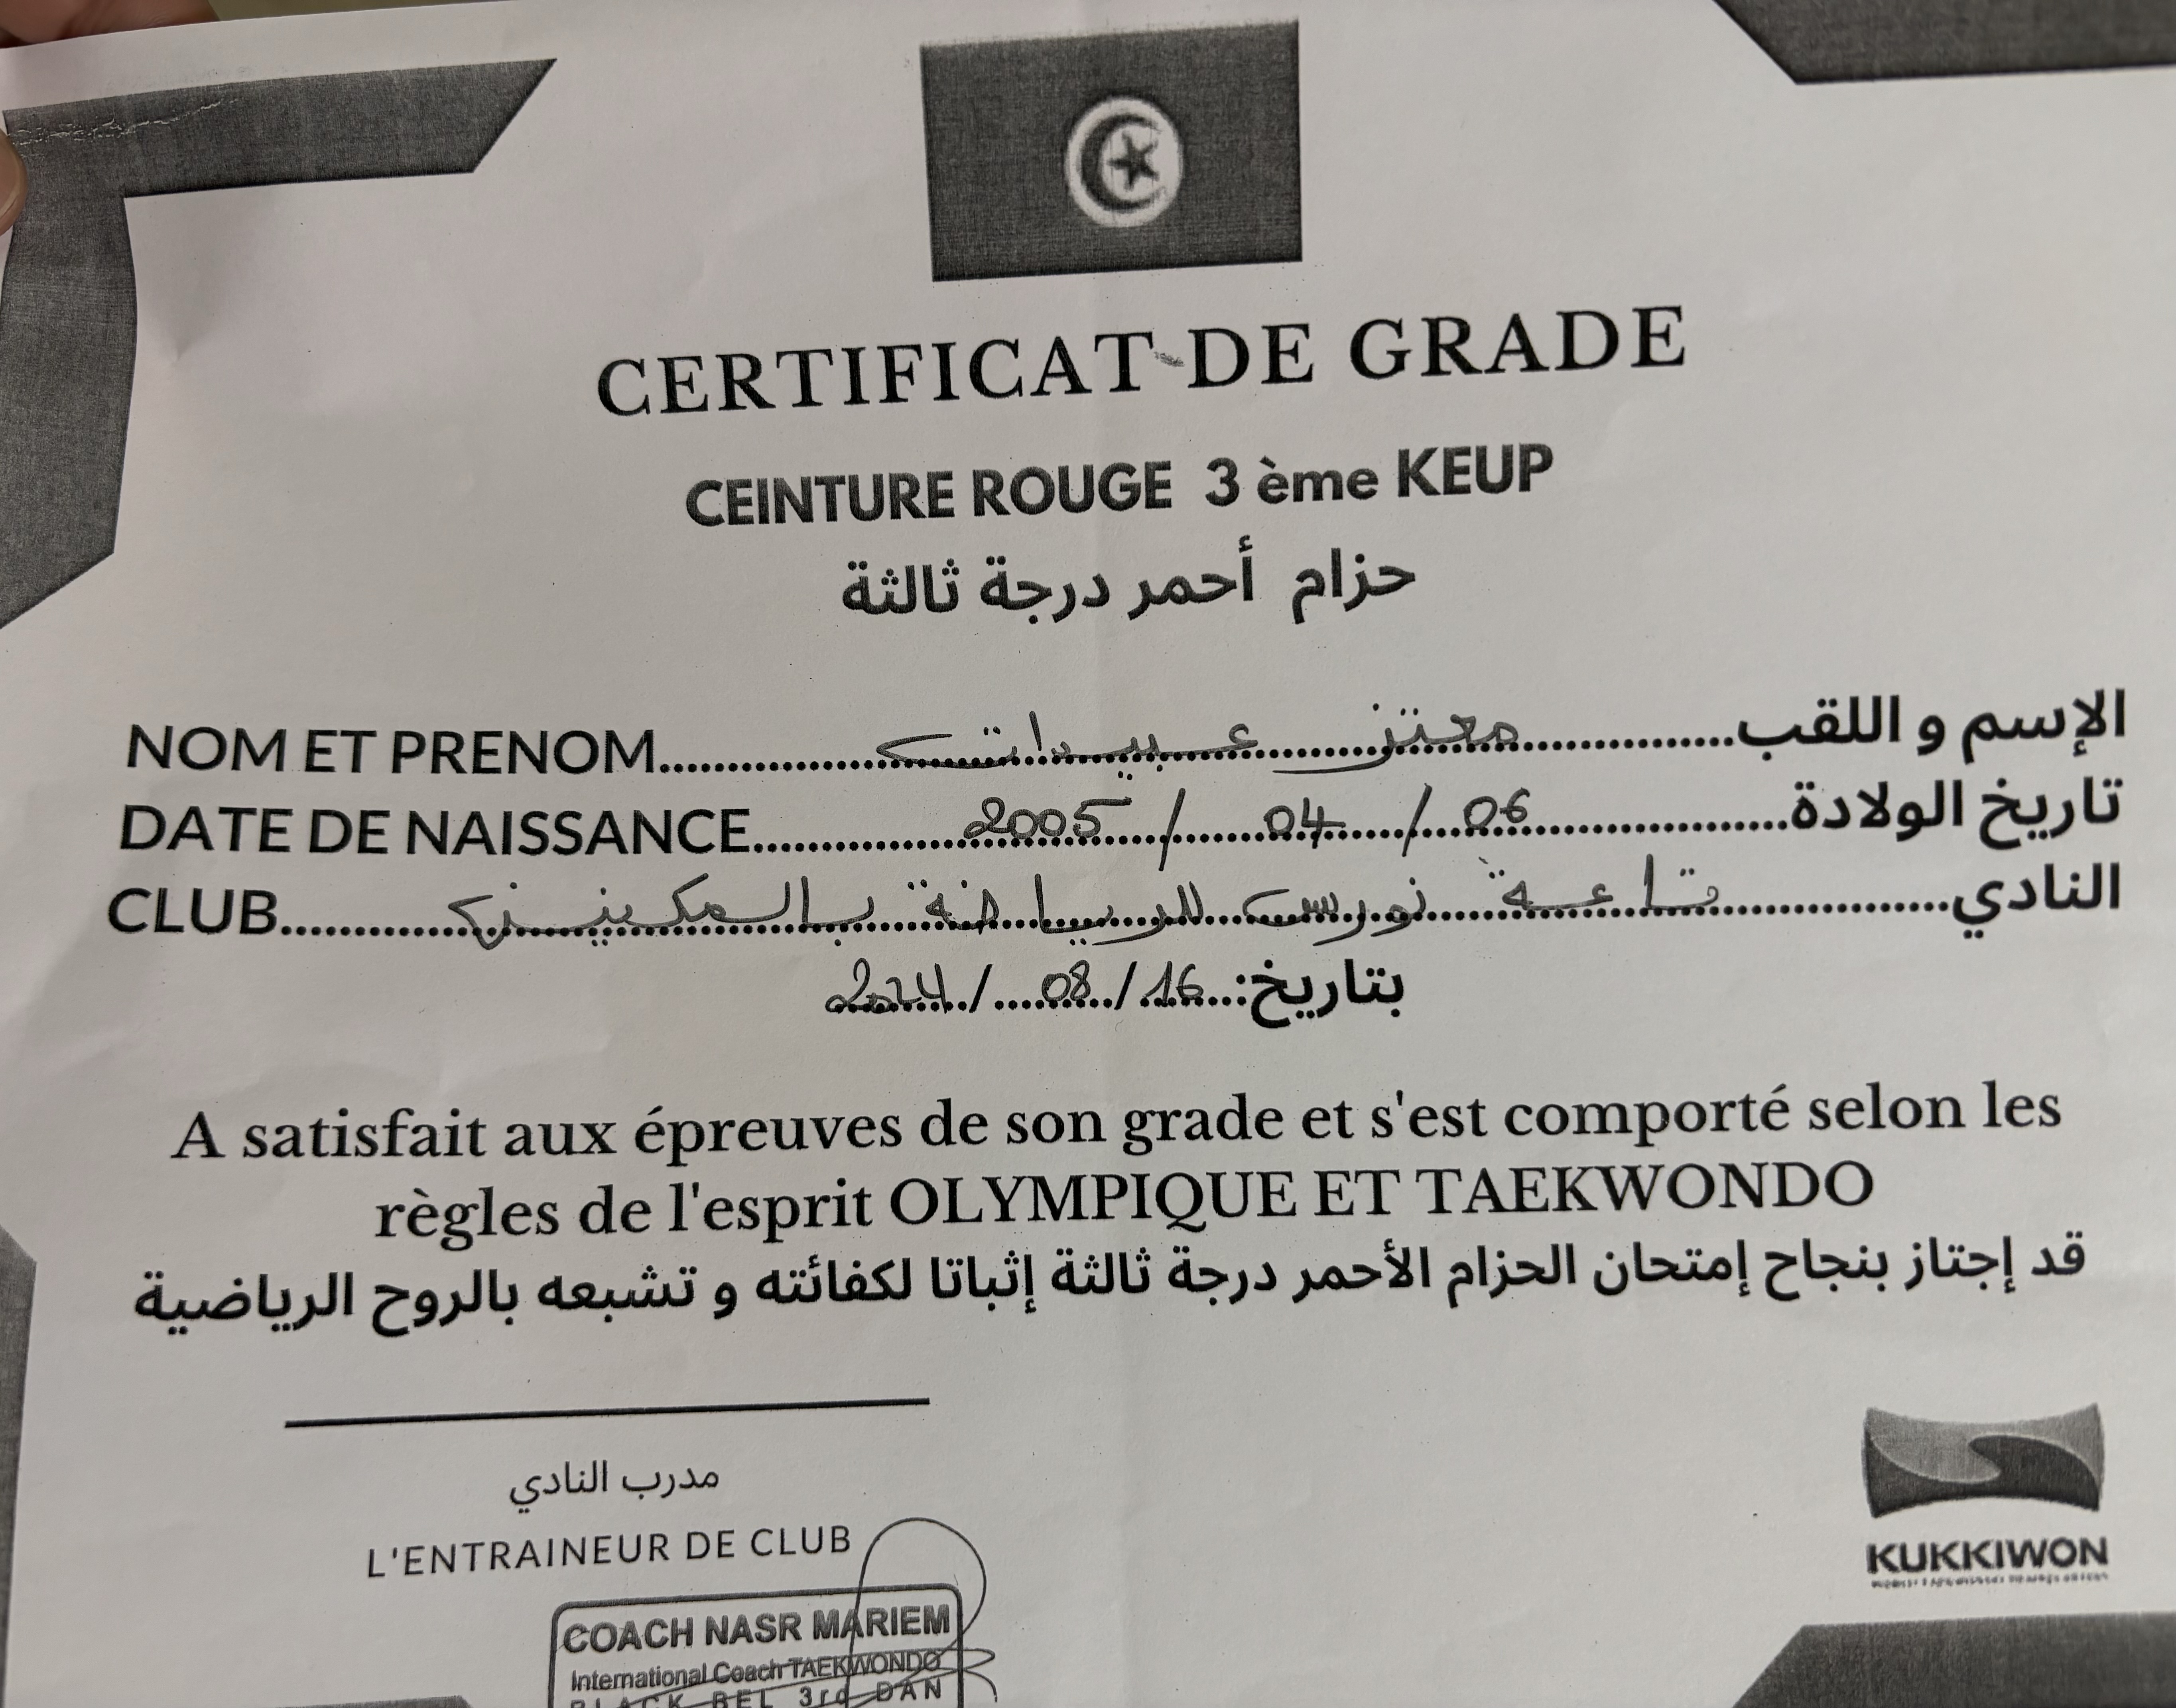 CERTIFICAT DE GRADE
CEINTURE ROUGE 3 ème KEUP
حزام أحمر درجة ثالثة
NOM ET PRENOM.......... معتز عبيدات ..........الإسم و اللقب
DATE DE NAISSANCE.......... 2005 / 04 / 06 ..........تاريخ الولادة
CLUB.......... قاعة نورس للرياضة بالمكنين ..........النادي
بتاريخ: 16 / 08 / 2024
A satisfait aux épreuves de son grade et s'est comporté selon les
règles de l'esprit OLYMPIQUE ET TAEKWONDO
قد إجتاز بنجاح إمتحان الحزام الأحمر درجة ثالثة إثباتا لكفائته و تشبعه بالروح الرياضية
مدرب النادي
L'ENTRAINEUR DE CLUB
COACH NASR MARIEM
International Coach TAEKWONDO
BLACK BEL 3rd DAN
KUKKIWON